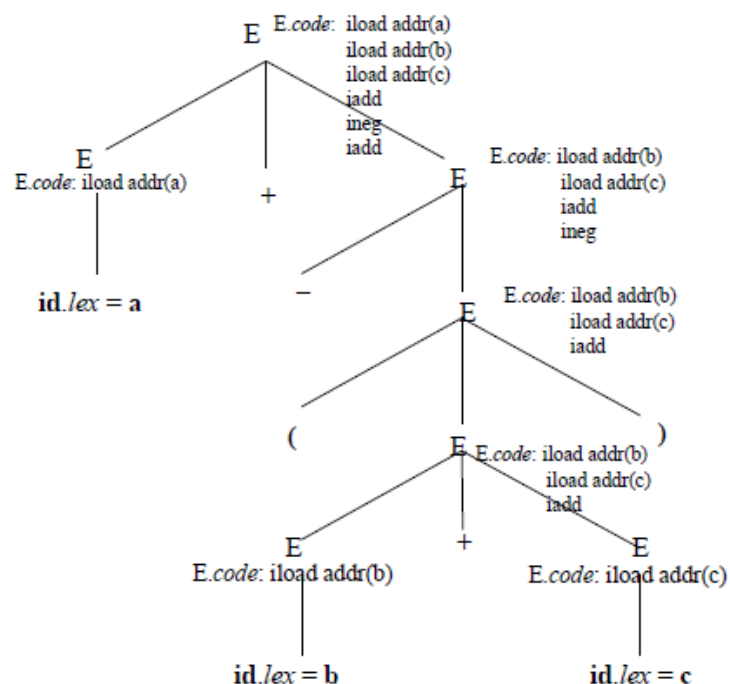 E E.code: iload addr(a)
iload addr(b)
iload addr(c)
iadd
ineg
iadd
E
E.code: iload addr(a)
+
E E.code: iload addr(b)
iload addr(c)
iadd
ineg
id.lex = a
–
E E.code: iload addr(b)
iload addr(c)
iadd
(
)
E E.code: iload addr(b)
iload addr(c)
iadd
E
E.code: iload addr(b)
+
E
E.code: iload addr(c)
id.lex = b
id.lex = c